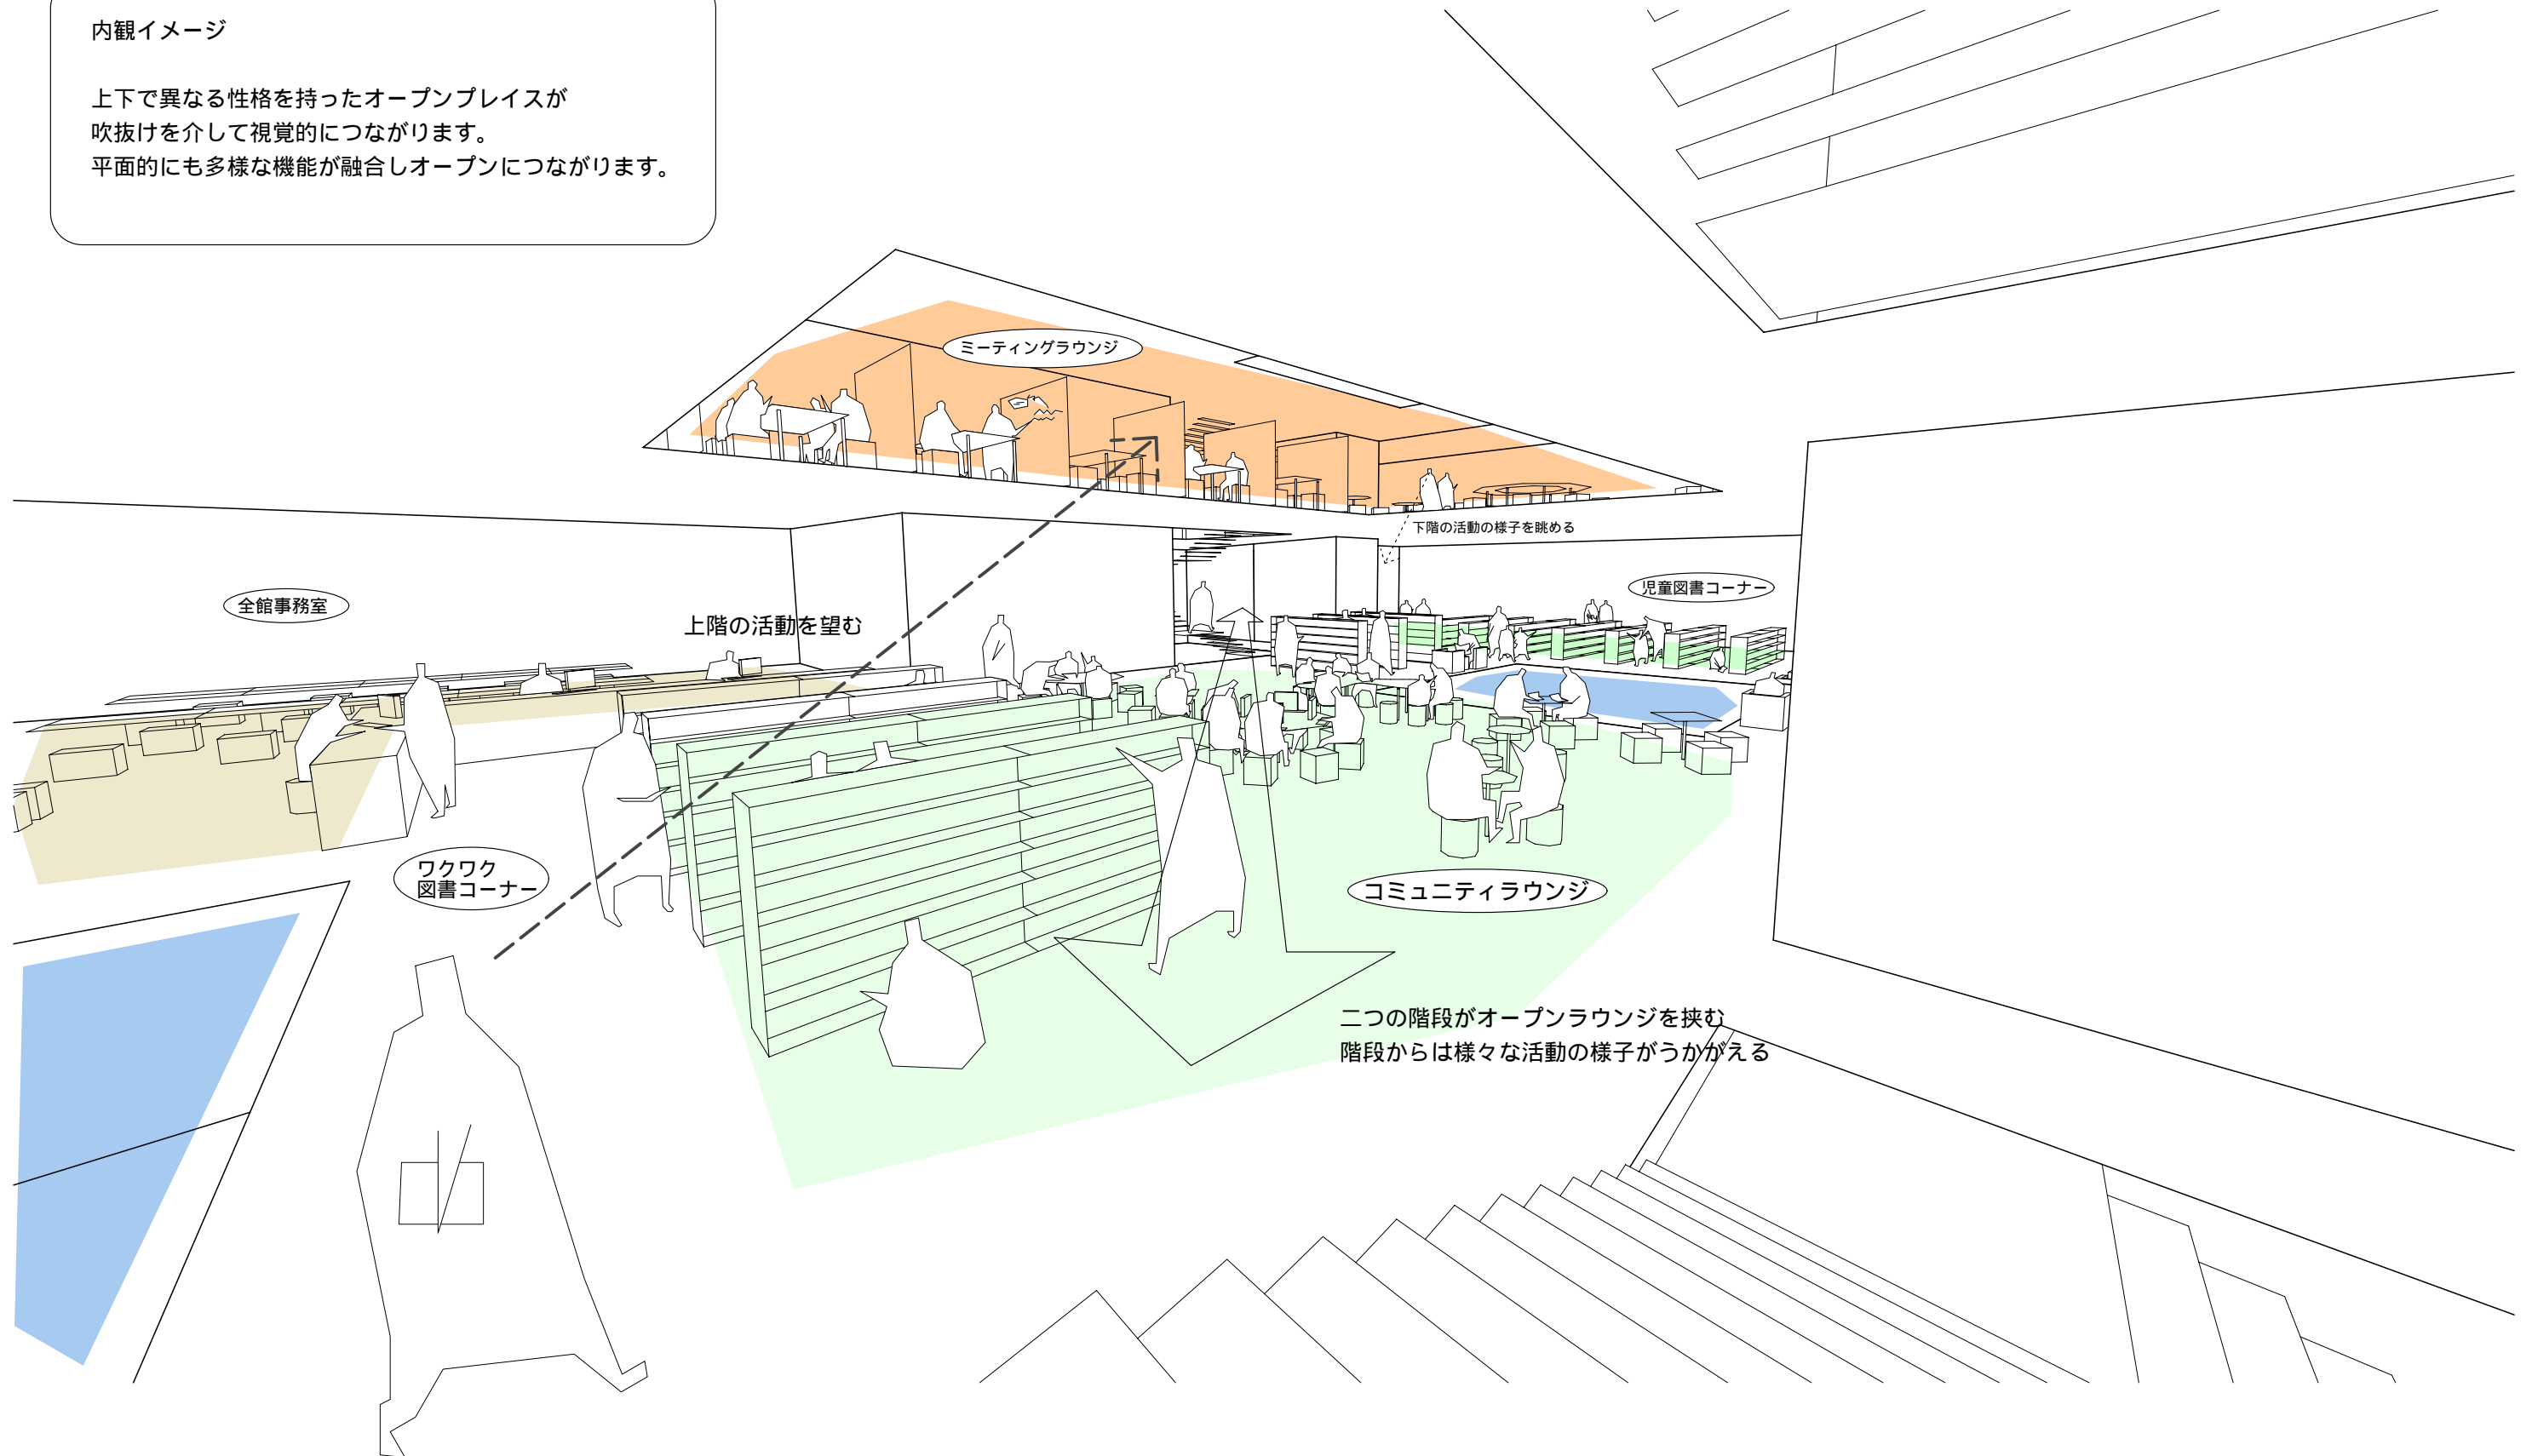 内観イメージ
上下で異なる性格を持ったオープンプレイスが
吹抜けを介して視覚的につながります。
平面的にも多様な機能が融合しオープンにつながります。
ミーティングラウンジ
下階の活動の様子を眺める
児童図書コーナー
全館事務室
上階の活動を望む
ワクワク
図書コーナー
コミュニティラウンジ
二つの階段がオープンラウンジを挟む
階段からは様々な活動の様子がうかがえる